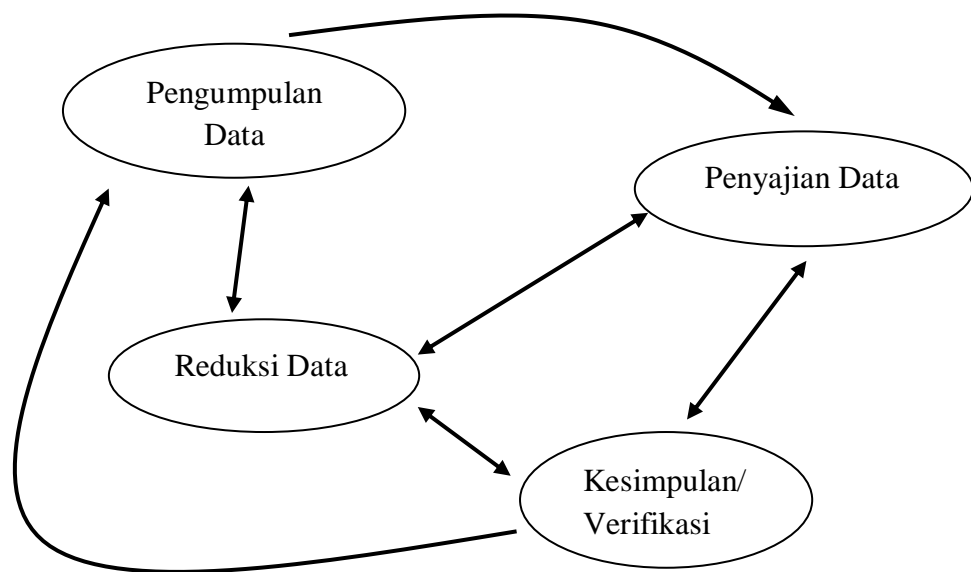 Pengumpulan
Data
Penyajian Data
Reduksi Data
Kesimpulan/
Verifikasi